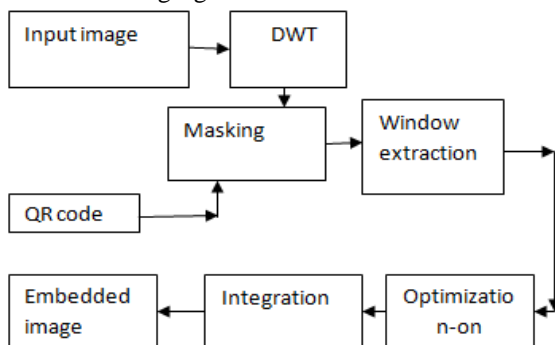 Input image
DWT
Masking
Window
extraction
QR code
Embedded
image
Integration
Optimizatio
n-on